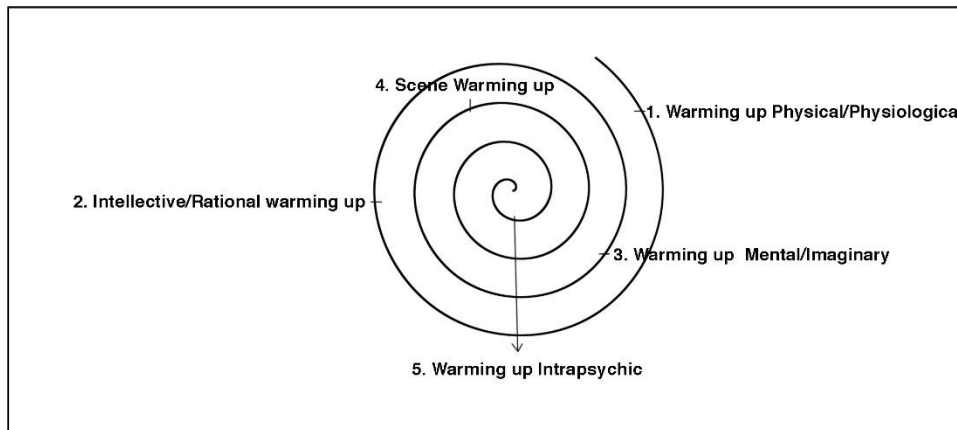 4. Scene Warming up
1. Warming up Physical/Physiological
2. Intellective/Rational warming up
3. Warming up  Mental/Imaginary
5. Warming up Intrapsychic